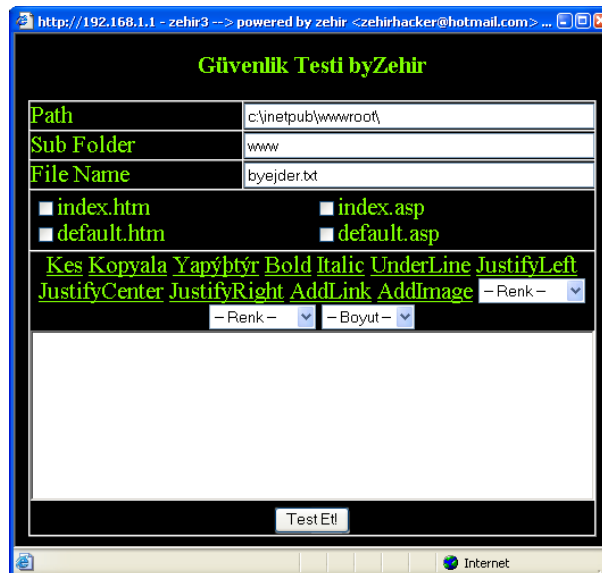 http://192.168.1.1 - zehir3 --> powered by zehir <zehirhacker@hotmail.com> ...
Güvenlik Testi byZehir
Path c:\inetpub\wwwroot\
Sub Folder www
File Name byejder.txt
index.htm index.asp
default.htm default.asp
Kes Kopyala Yapýþtýr Bold Italic UnderLine JustifyLeft
JustifyCenter JustifyRight AddLink AddImage – Renk –
– Renk – – Boyut –
Test Et!
Internet